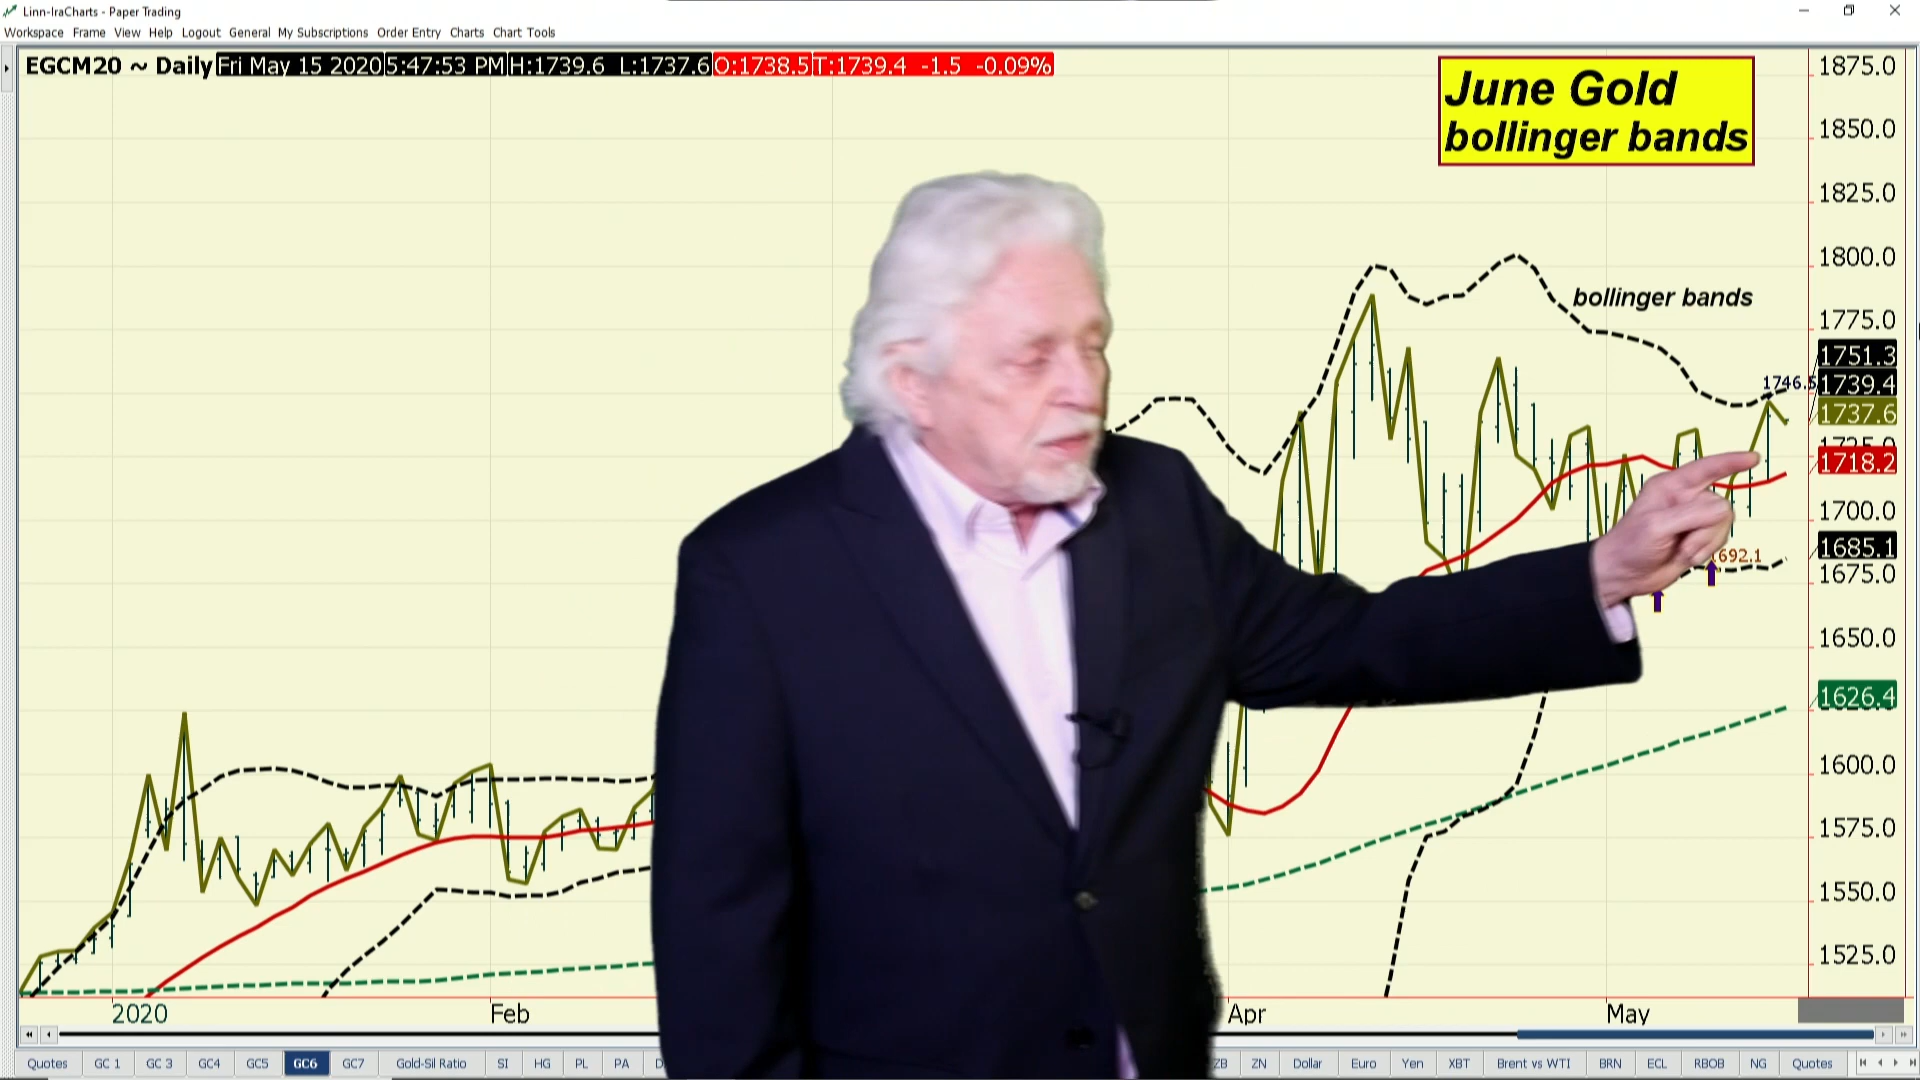 Linn-IraCharts - Paper Trading
Workspace Frame View Help Logout General My Subscriptions Order Entry Charts Chart Tools
EGCM20 ~ Daily Fri May 15 2020 5:47:53 PM H:1739.6 L:1737.6 O:1738.5 T:1739.4 -1.5 -0.09%
June Gold
bollinger bands
1875.0
1850.0
1825.0
1800.0
bollinger bands
1775.0
1751.3
1746.5
1739.4
1737.6
1725.0
1718.2
1700.0
1685.1
692.1
1675.0
1650.0
1626.4
1600.0
1575.0
1550.0
1525.0
2020 Feb Apr May
Quotes GC 1 GC 3 GC4 GC5 GC6 GC7 Gold-Sil Ratio SI HG PL PA ZB ZN Dollar Euro Yen XBT Brent vs WTI BRN ECL RBOB NG Quotes